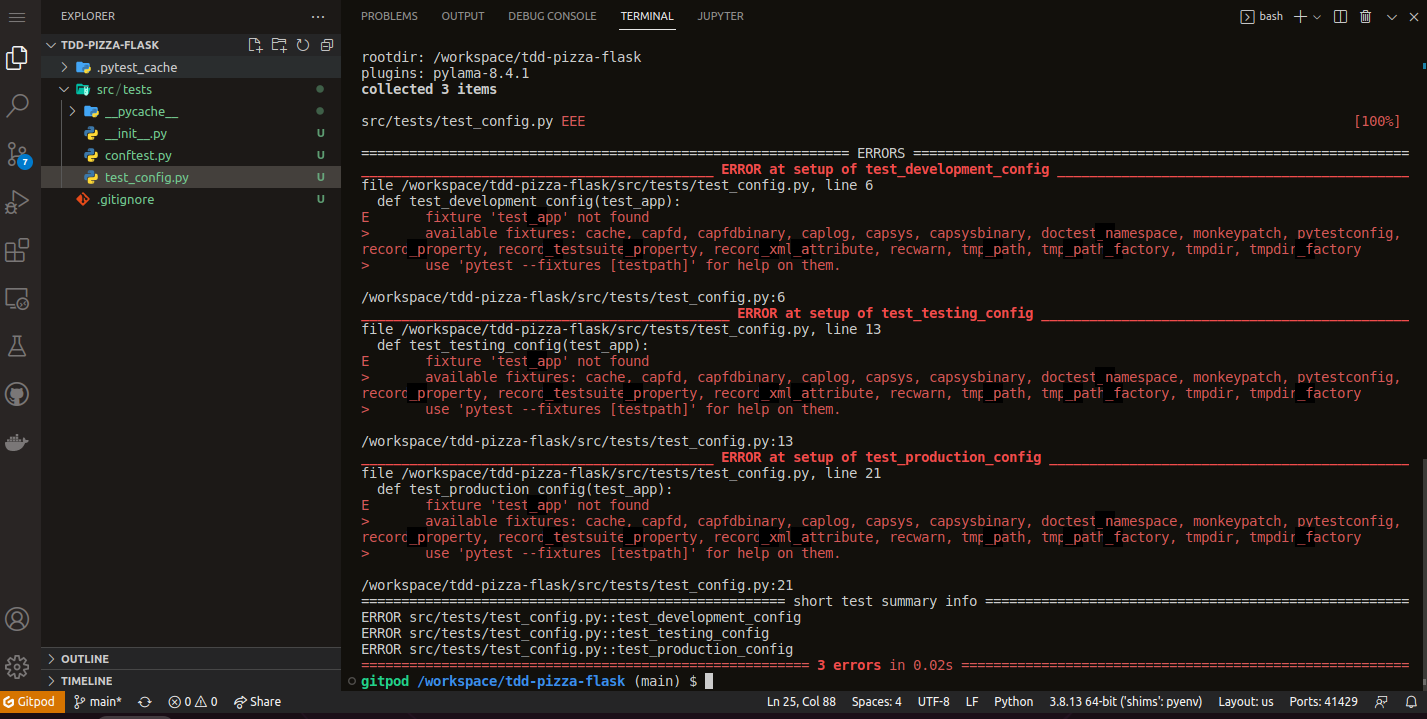 EXPLORER
TDD-PIZZA-FLASK
.pytest_cache
src/tests
__pycache__
__init__.py U
conftest.py U
test_config.py U
.gitignore U
7
OUTLINE
TIMELINE
PROBLEMS OUTPUT DEBUG CONSOLE TERMINAL JUPYTER
bash
rootdir: /workspace/tdd-pizza-flask
plugins: pylama-8.4.1
collected 3 items
src/tests/test_config.py EEE [100%]
============================================================= ERRORS ==============================================================
____________________________________________ ERROR at setup of test_development_config ____________________________________________
file /workspace/tdd-pizza-flask/src/tests/test_config.py, line 6
def test_development_config(test_app):
E fixture 'test_app' not found
> available fixtures: cache, capfd, capfdbinary, caplog, capsys, capsysbinary, doctest_namespace, monkeypatch, pytestconfig,
record_property, record_testsuite_property, record_xml_attribute, recwarn, tmp_path, tmp_path_factory, tmpdir, tmpdir_factory
> use 'pytest --fixtures [testpath]' for help on them.
/workspace/tdd-pizza-flask/src/tests/test_config.py:6
______________________________________________ ERROR at setup of test_testing_config ______________________________________________
file /workspace/tdd-pizza-flask/src/tests/test_config.py, line 13
def test_testing_config(test_app):
E fixture 'test_app' not found
> available fixtures: cache, capfd, capfdbinary, caplog, capsys, capsysbinary, doctest_namespace, monkeypatch, pytestconfig,
record_property, record_testsuite_property, record_xml_attribute, recwarn, tmp_path, tmp_path_factory, tmpdir, tmpdir_factory
> use 'pytest --fixtures [testpath]' for help on them.
/workspace/tdd-pizza-flask/src/tests/test_config.py:13
____________________________________________ ERROR at setup of test_production_config _____________________________________________
file /workspace/tdd-pizza-flask/src/tests/test_config.py, line 21
def test_production_config(test_app):
E fixture 'test_app' not found
> available fixtures: cache, capfd, capfdbinary, caplog, capsys, capsysbinary, doctest_namespace, monkeypatch, pytestconfig,
record_property, record_testsuite_property, record_xml_attribute, recwarn, tmp_path, tmp_path_factory, tmpdir, tmpdir_factory
> use 'pytest --fixtures [testpath]' for help on them.
/workspace/tdd-pizza-flask/src/tests/test_config.py:21
===================================================== short test summary info =====================================================
ERROR src/tests/test_config.py::test_development_config
ERROR src/tests/test_config.py::test_testing_config
ERROR src/tests/test_config.py::test_production_config
======================================================== 3 errors in 0.02s ========================================================
gitpod /workspace/tdd-pizza-flask (main) $
Gitpod main* 0 0 Share Ln 25, Col 88 Spaces: 4 UTF-8 LF Python 3.8.13 64-bit ('shims': pyenv) Layout: us Ports: 41429